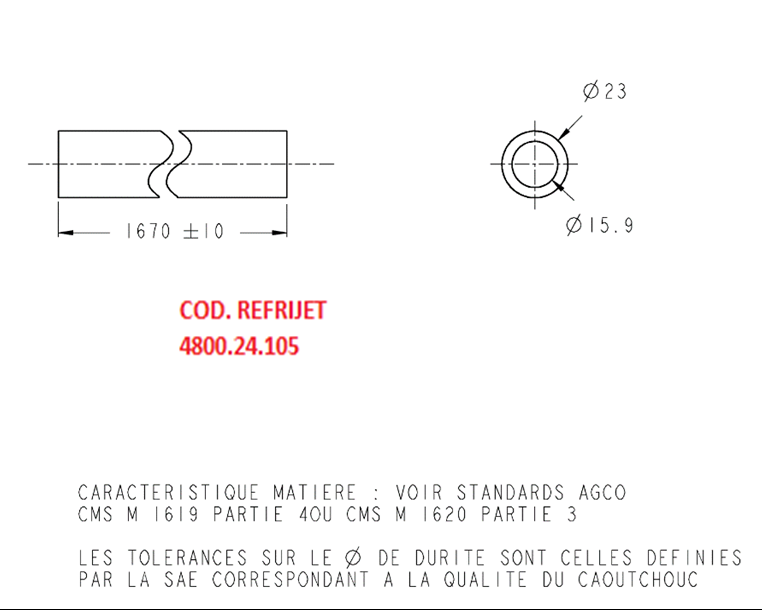 Ø23
1670 ±10
Ø15.9
COD. REFRIJET
4800.24.105
CARACTERISTIQUE MATIERE : VOIR STANDARDS AGCO
CMS M 1619 PARTIE 4OU CMS M 1620 PARTIE 3
LES TOLERANCES SUR LE Ø DE DURITE SONT CELLES DEFINIES
PAR LA SAE CORRESPONDANT A LA QUALITE DU CAOUTCHOUC